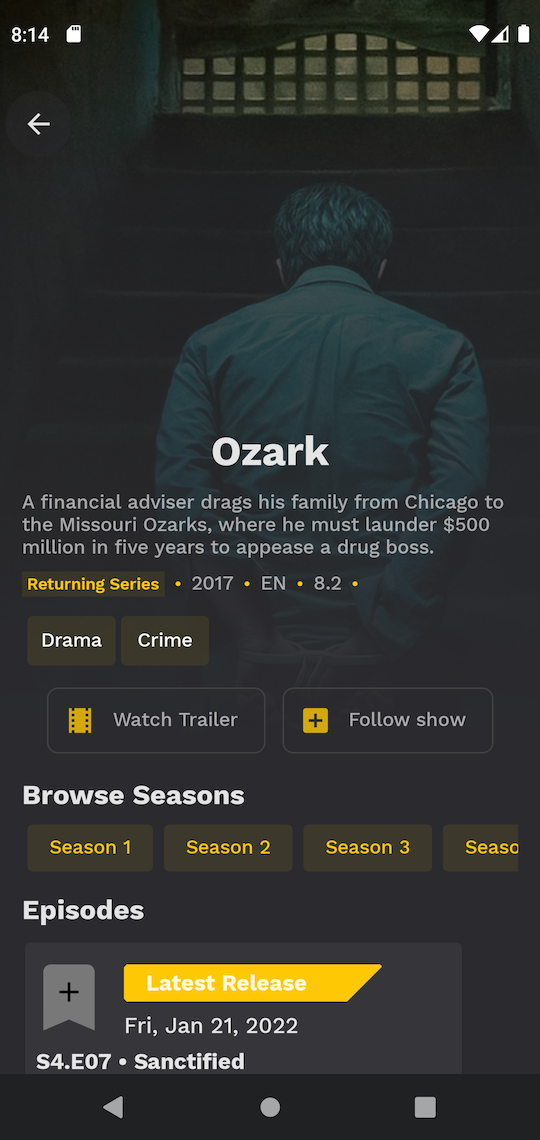 8:14
Ozark
A financial adviser drags his family from Chicago to
the Missouri Ozarks, where he must launder $500
million in five years to appease a drug boss.
Returning Series • 2017 • EN • 8.2 •
Drama Crime
Watch Trailer Follow show
Browse Seasons
Season 1 Season 2 Season 3 Seaso
Episodes
Latest Release
Fri, Jan 21, 2022
S4.E07 • Sanctified